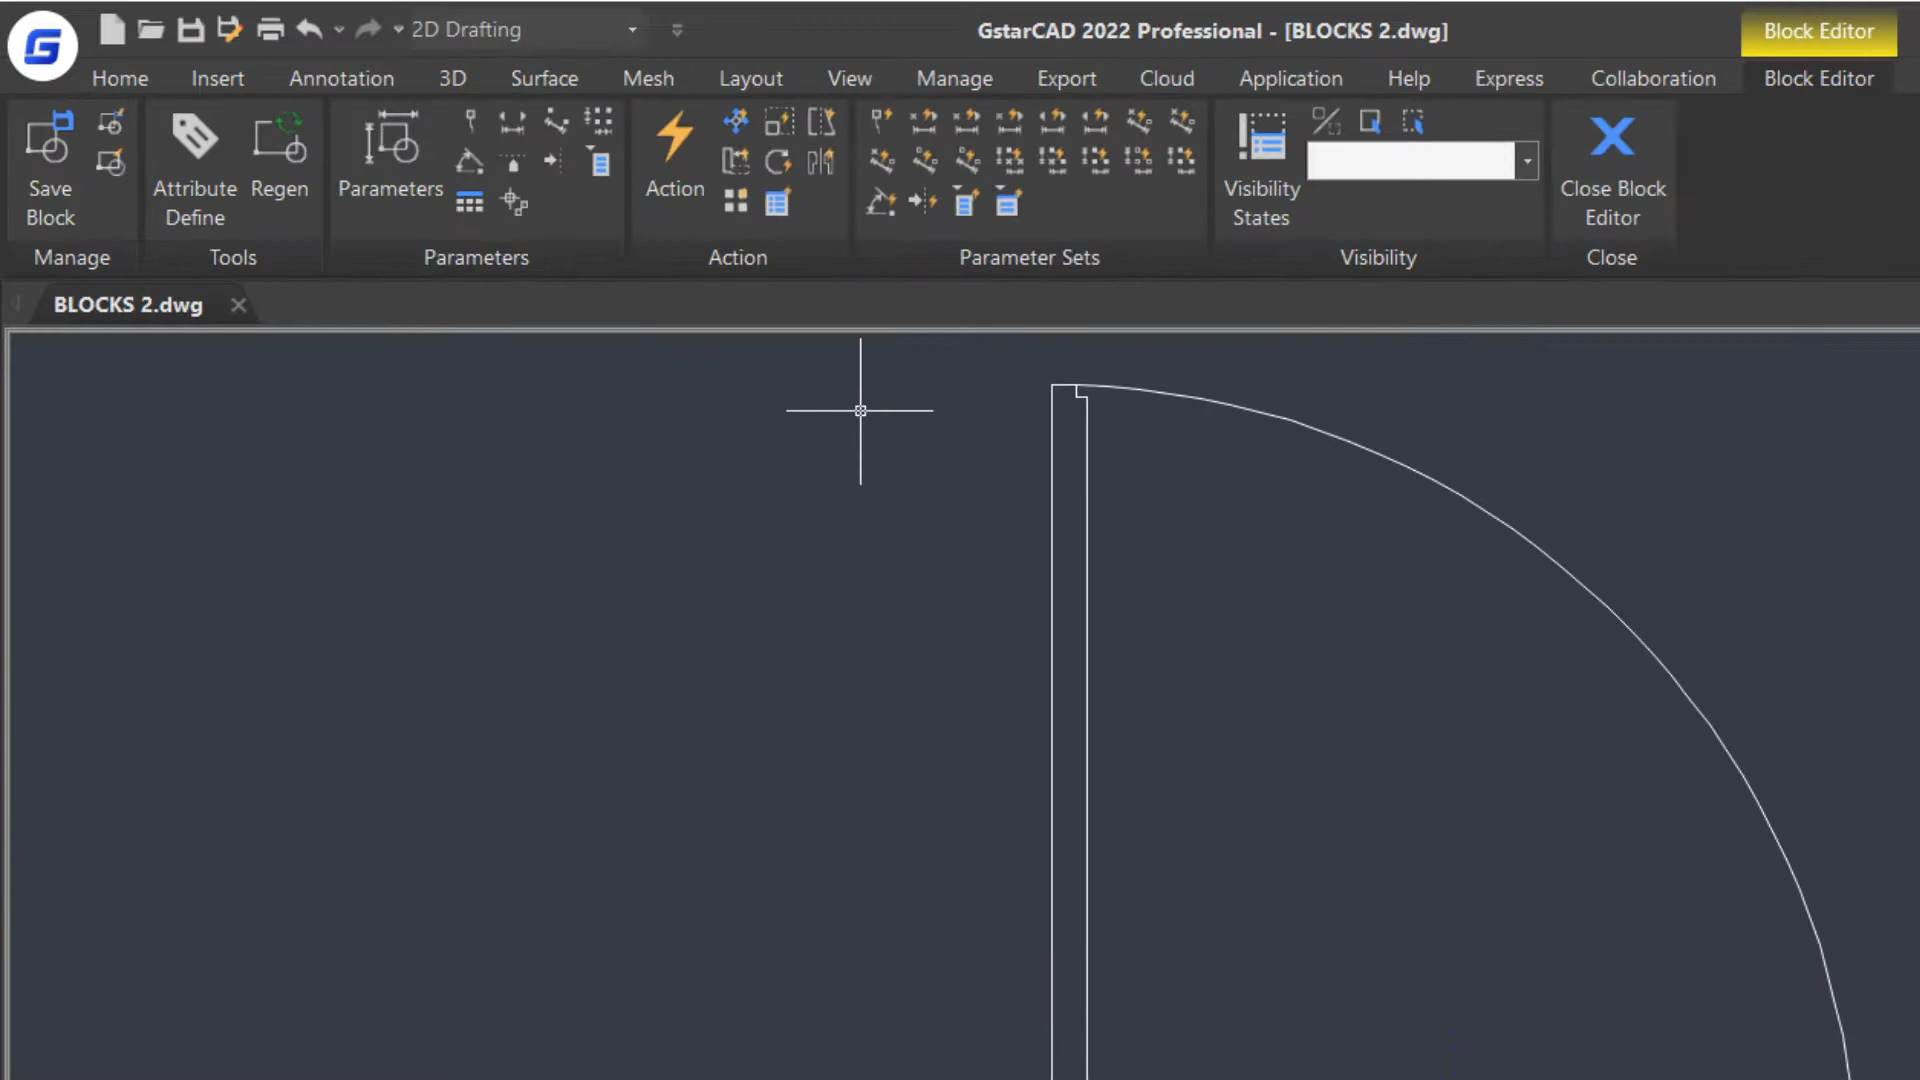 2D Drafting
GstarCAD 2022 Professional - [BLOCKS 2.dwg]
Block Editor
Home Insert Annotation 3D Surface Mesh Layout View Manage Export Cloud Application Help Express Collaboration Block Editor
Save
Block
Attribute
Define
Regen
Parameters
Action
Visibility
States
Close Block
Editor
Manage Tools Parameters Action Parameter Sets Visibility Close
BLOCKS 2.dwg